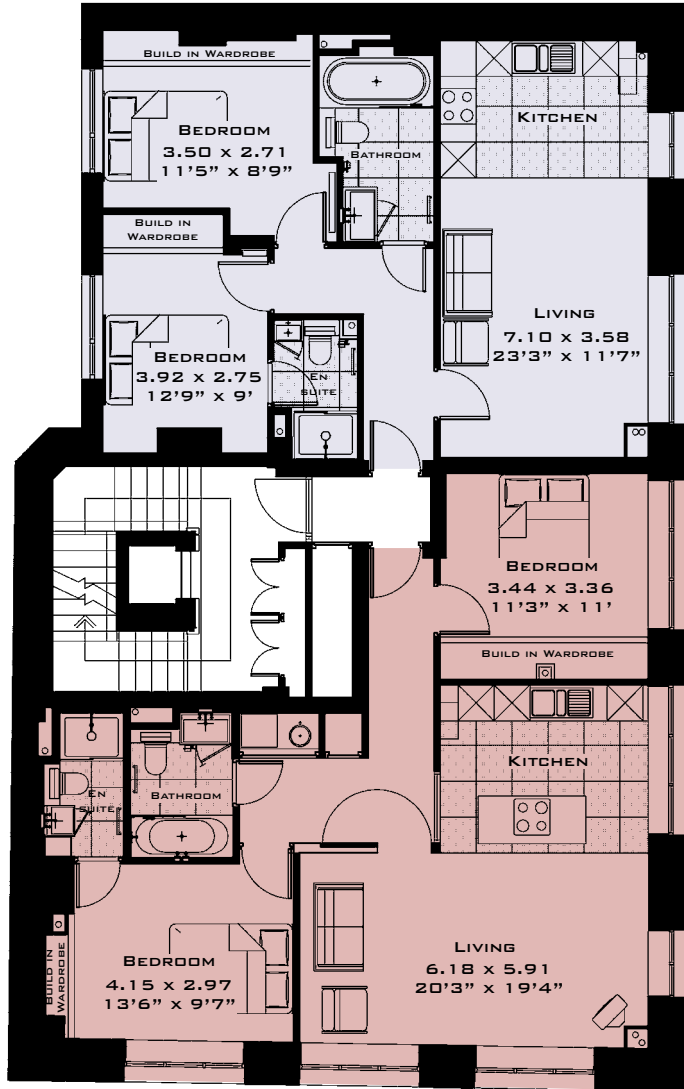 BUILD IN WARDROBE
BEDROOM
3.50 x 2.71
11'5" x 8'9"
BATHROOM
KITCHEN
BUILD IN
WARDROBE
BEDROOM
3.92 x 2.75
12'9" x 9'
EN
SUITE
LIVING
7.10 x 3.58
23'3" x 11'7"
BEDROOM
3.44 x 3.36
11'3" x 11'
BUILD IN WARDROBE
KITCHEN
EN
SUITE
BATHROOM
BUILD IN
WARDROBE
BEDROOM
4.15 x 2.97
13'6" x 9'7"
LIVING
6.18 x 5.91
20'3" x 19'4"